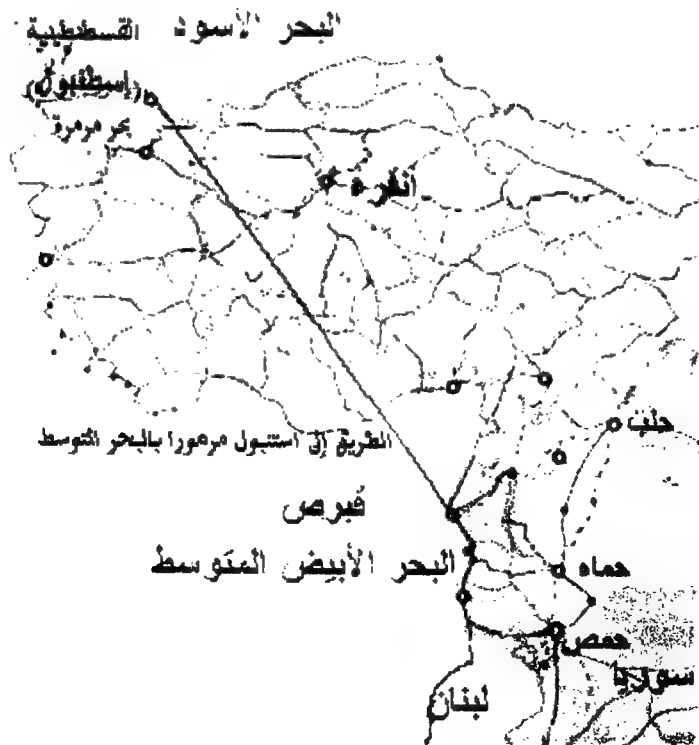 البحر الأسود
القسطنطينية
(إسطنبول)
بحر مرمرة
أنقرة
حلب
الطريق إلى استنبول مرمورا بالبحر المتوسط
قبرص
البحر الأبيض المتوسط
حماه
حمص
سوريا
لبنان